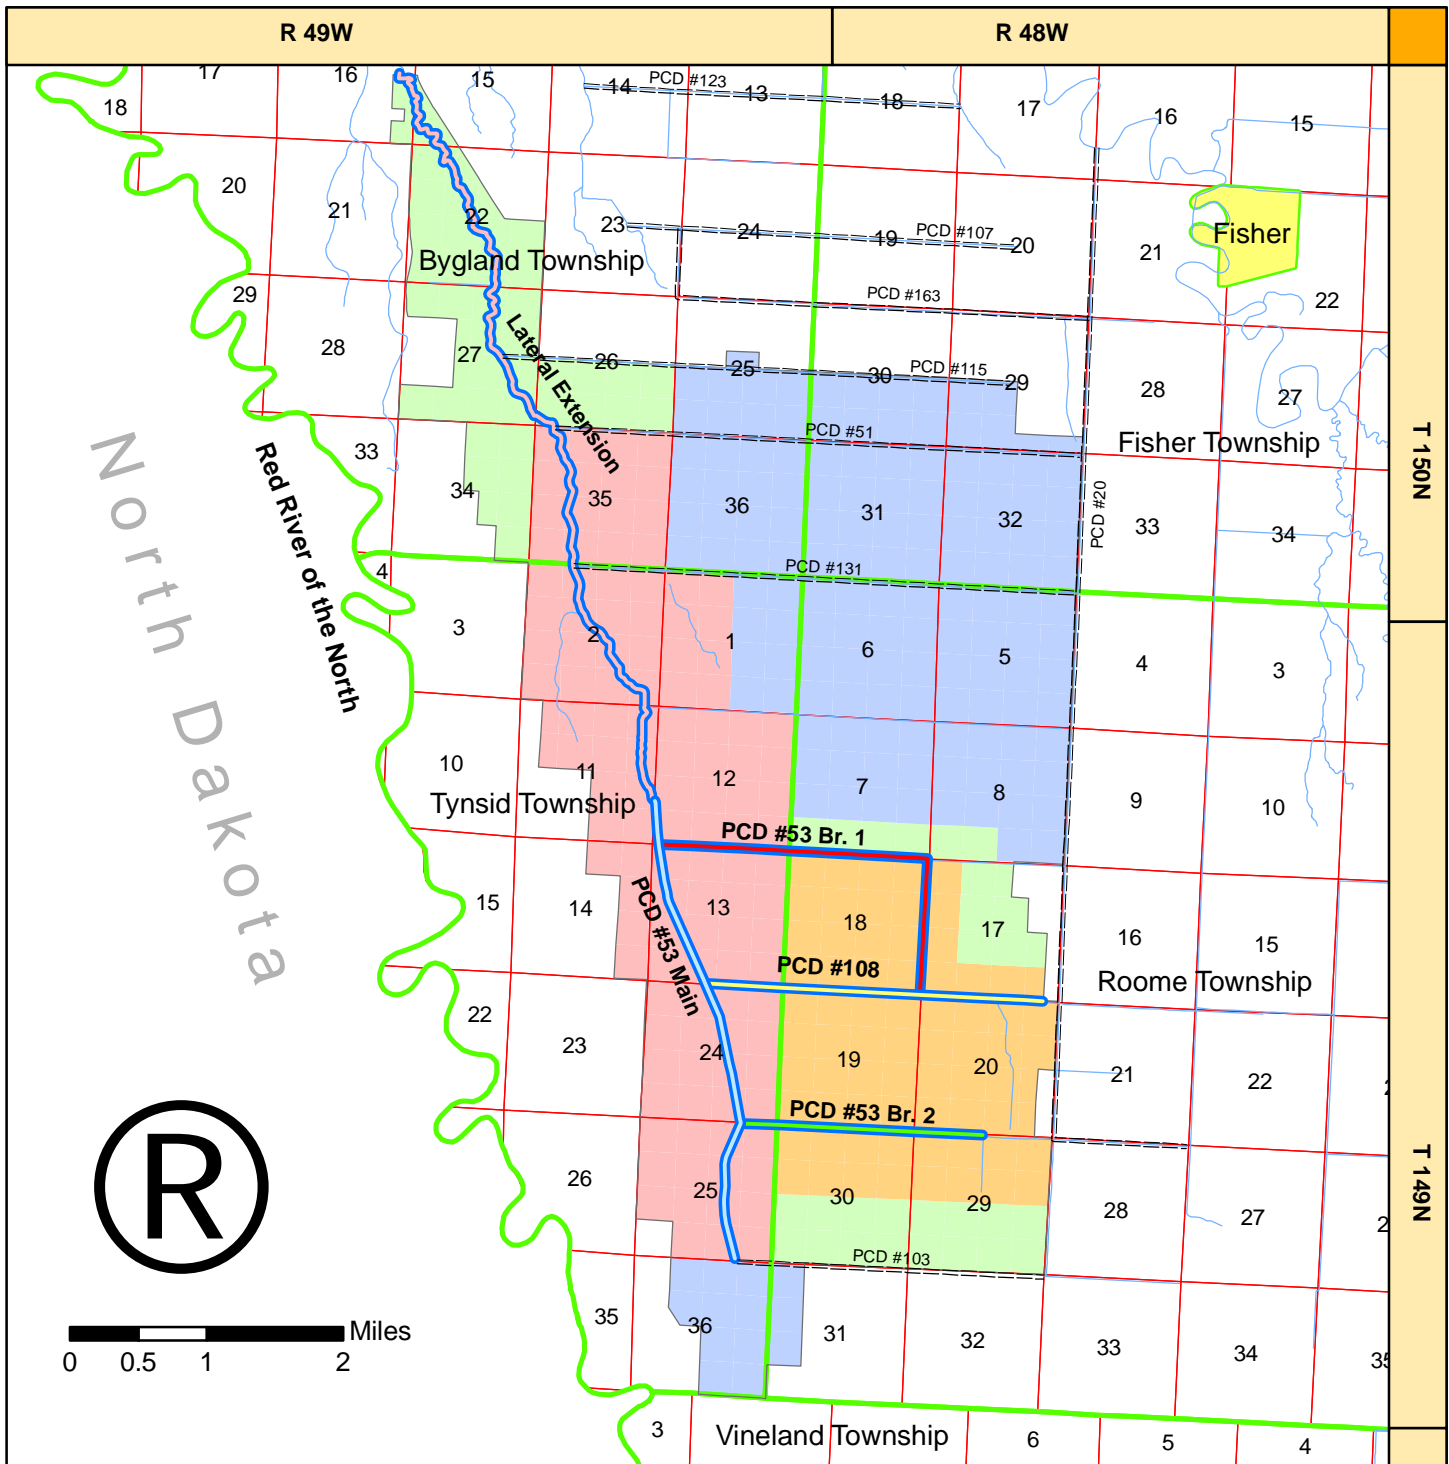 R 49W
R 48W
17
16
15
14
PCD #123
13
18
17
16
15
18
20
21
22
23
24
19
PCD #107
20
21
Fisher
22
Bygland Township
29
28
27
Lateral Extension
26
25
PCD #163
30
PCD #115
29
28
27
PCD #51
Fisher Township
T 150N
33
34
35
36
31
32
PCD #20
33
34
North Dakota
Red River of the North
4
PCD #131
3
2
1
6
5
4
3
10
11
12
7
8
9
10
Tynsid Township
PCD #53 Br. 1
15
14
PCD #53 Main
13
18
17
16
15
PCD #108
Roome Township
22
23
24
19
20
21
22
PCD #53 Br. 2
T 149N
R
26
25
30
29
28
27
PCD #103
35
36
31
32
33
34
35
Miles
0 0.5 1 2
3
Vineland Township
6
5
4